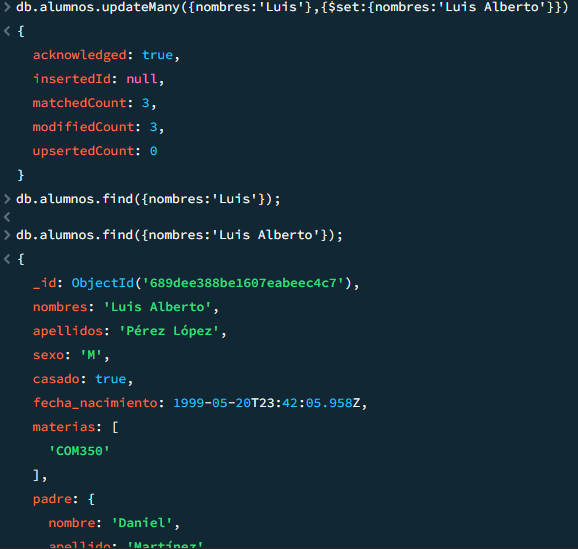 > db.alumnos.updateMany({nombres:'Luis'},{$set:{nombres:'Luis Alberto'}})
< {
acknowledged: true,
insertedId: null,
matchedCount: 3,
modifiedCount: 3,
upsertedCount: 0
}
> db.alumnos.find({nombres:'Luis'});
<
> db.alumnos.find({nombres:'Luis Alberto'});
< {
_id: ObjectId('689dee388be1607eabeec4c7'),
nombres: 'Luis Alberto',
apellidos: 'Pérez López',
sexo: 'M',
casado: true,
fecha_nacimiento: 1999-05-20T23:42:05.958Z,
materias: [
'COM350'
],
padre: {
nombre: 'Daniel',
apellido: 'Martínez'